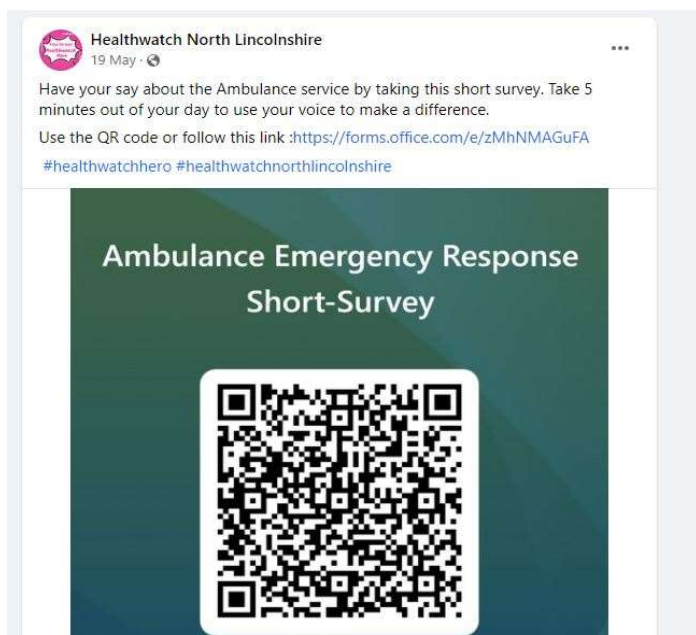 Healthwatch North Lincolnshire
19 May ·
Have your say about the Ambulance service by taking this short survey. Take 5
minutes out of your day to use your voice to make a difference.
Use the QR code or follow this link :https://forms.office.com/e/zMhNMAGuFA
#healthwatchhero #healthwatchnorthlincolnshire
Ambulance Emergency Response
Short-Survey